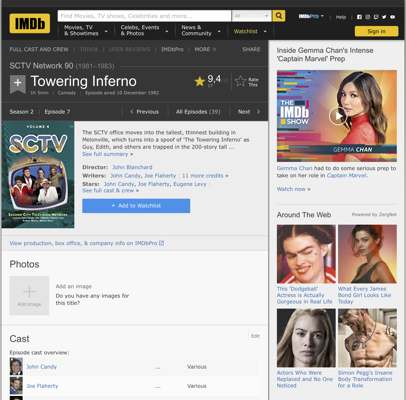 IMDb
Find Movies, TV shows, Celebrities and more...
All
IMDbPro
Help
Movies, TV & Showtimes
Celebs, Events & Photos
News & Community
Watchlist
Sign in
FULL CAST AND CREW | TRIVIA | USER REVIEWS | IMDbPro | MORE
SHARE
SCTV Network 90 (1981–1983)
Towering Inferno
9.4
Rate This
1h 5min | Comedy | Episode aired 10 December 1982
Season 2 | Episode 7
Previous
All Episodes (39)
Next
VOLUME 4
SCTV
SECOND CITY TELEVISION NETWORK
The SCTV office moves into the tallest, thinnest building in
Melonville, which turns into a spoof of 'The Towering Inferno' as
Guy, Edith, and others are trapped in the 200-story tall ...
See full summary »
Director: John Blanchard
Writers: John Candy, Joe Flaherty | 11 more credits »
Stars: John Candy, Joe Flaherty, Eugene Levy
See full cast & crew »
+ Add to Watchlist
View production, box office, & company info on IMDbPro
Photos
Add Image
Add an image
Do you have any images for
this title?
Cast
Edit
Episode cast overview:
John Candy ... Various
Joe Flaherty ... Various
Inside Gemma Chan's Intense
'Captain Marvel' Prep
THE
IMDb
SHOW
GEMMA CHAN
Gemma Chan had to do some serious prep to
take on her role in Captain Marvel.
Watch now »
Around The Web
Powered by ZergNet
This 'Dodgeball'
Actress is Actually
Gorgeous in Real Life
What Every James
Bond Girl Looks Like
Today
Actors Who Were
Replaced and No One
Noticed
Simon Pegg's Insane
Body Transformation
for a Role